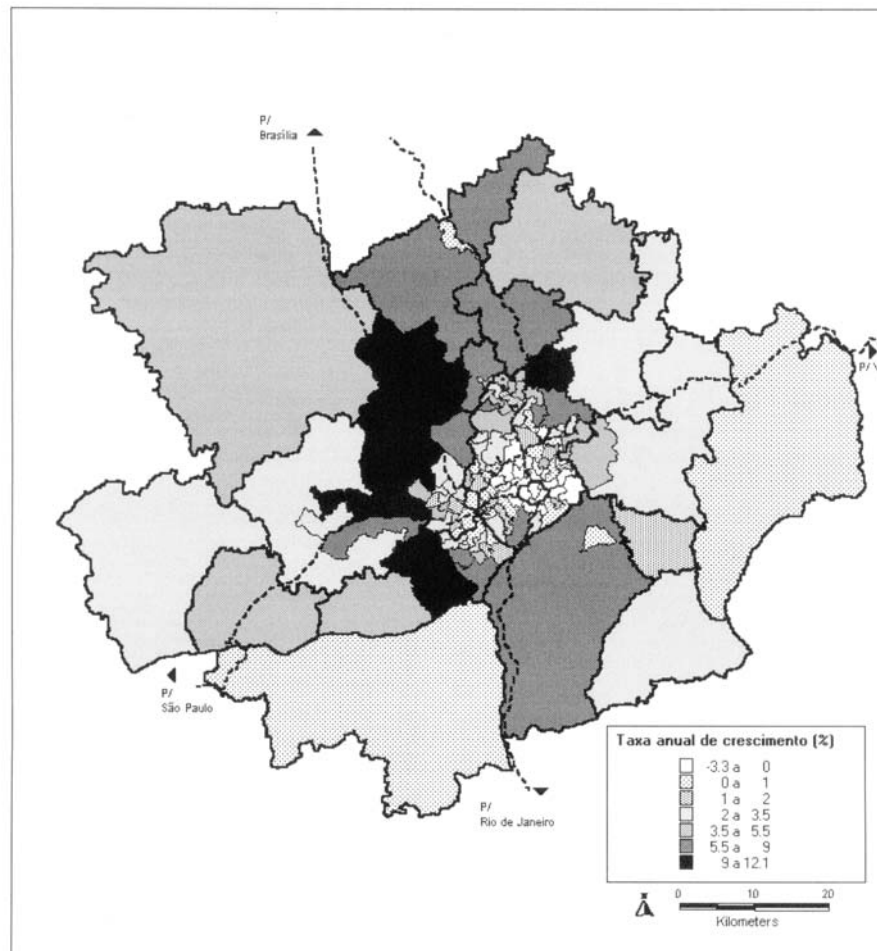 P/
Brasília
P/ V
P/
São Paulo
P/
Rio de Janeiro
Taxa anual de crescimento (%)
-3.3 a 0
0 a 1
1 a 2
2 a 3.5
3.5 a 5.5
5.5 a 9
9 a 12.1
N
0 10 20
Kilometers